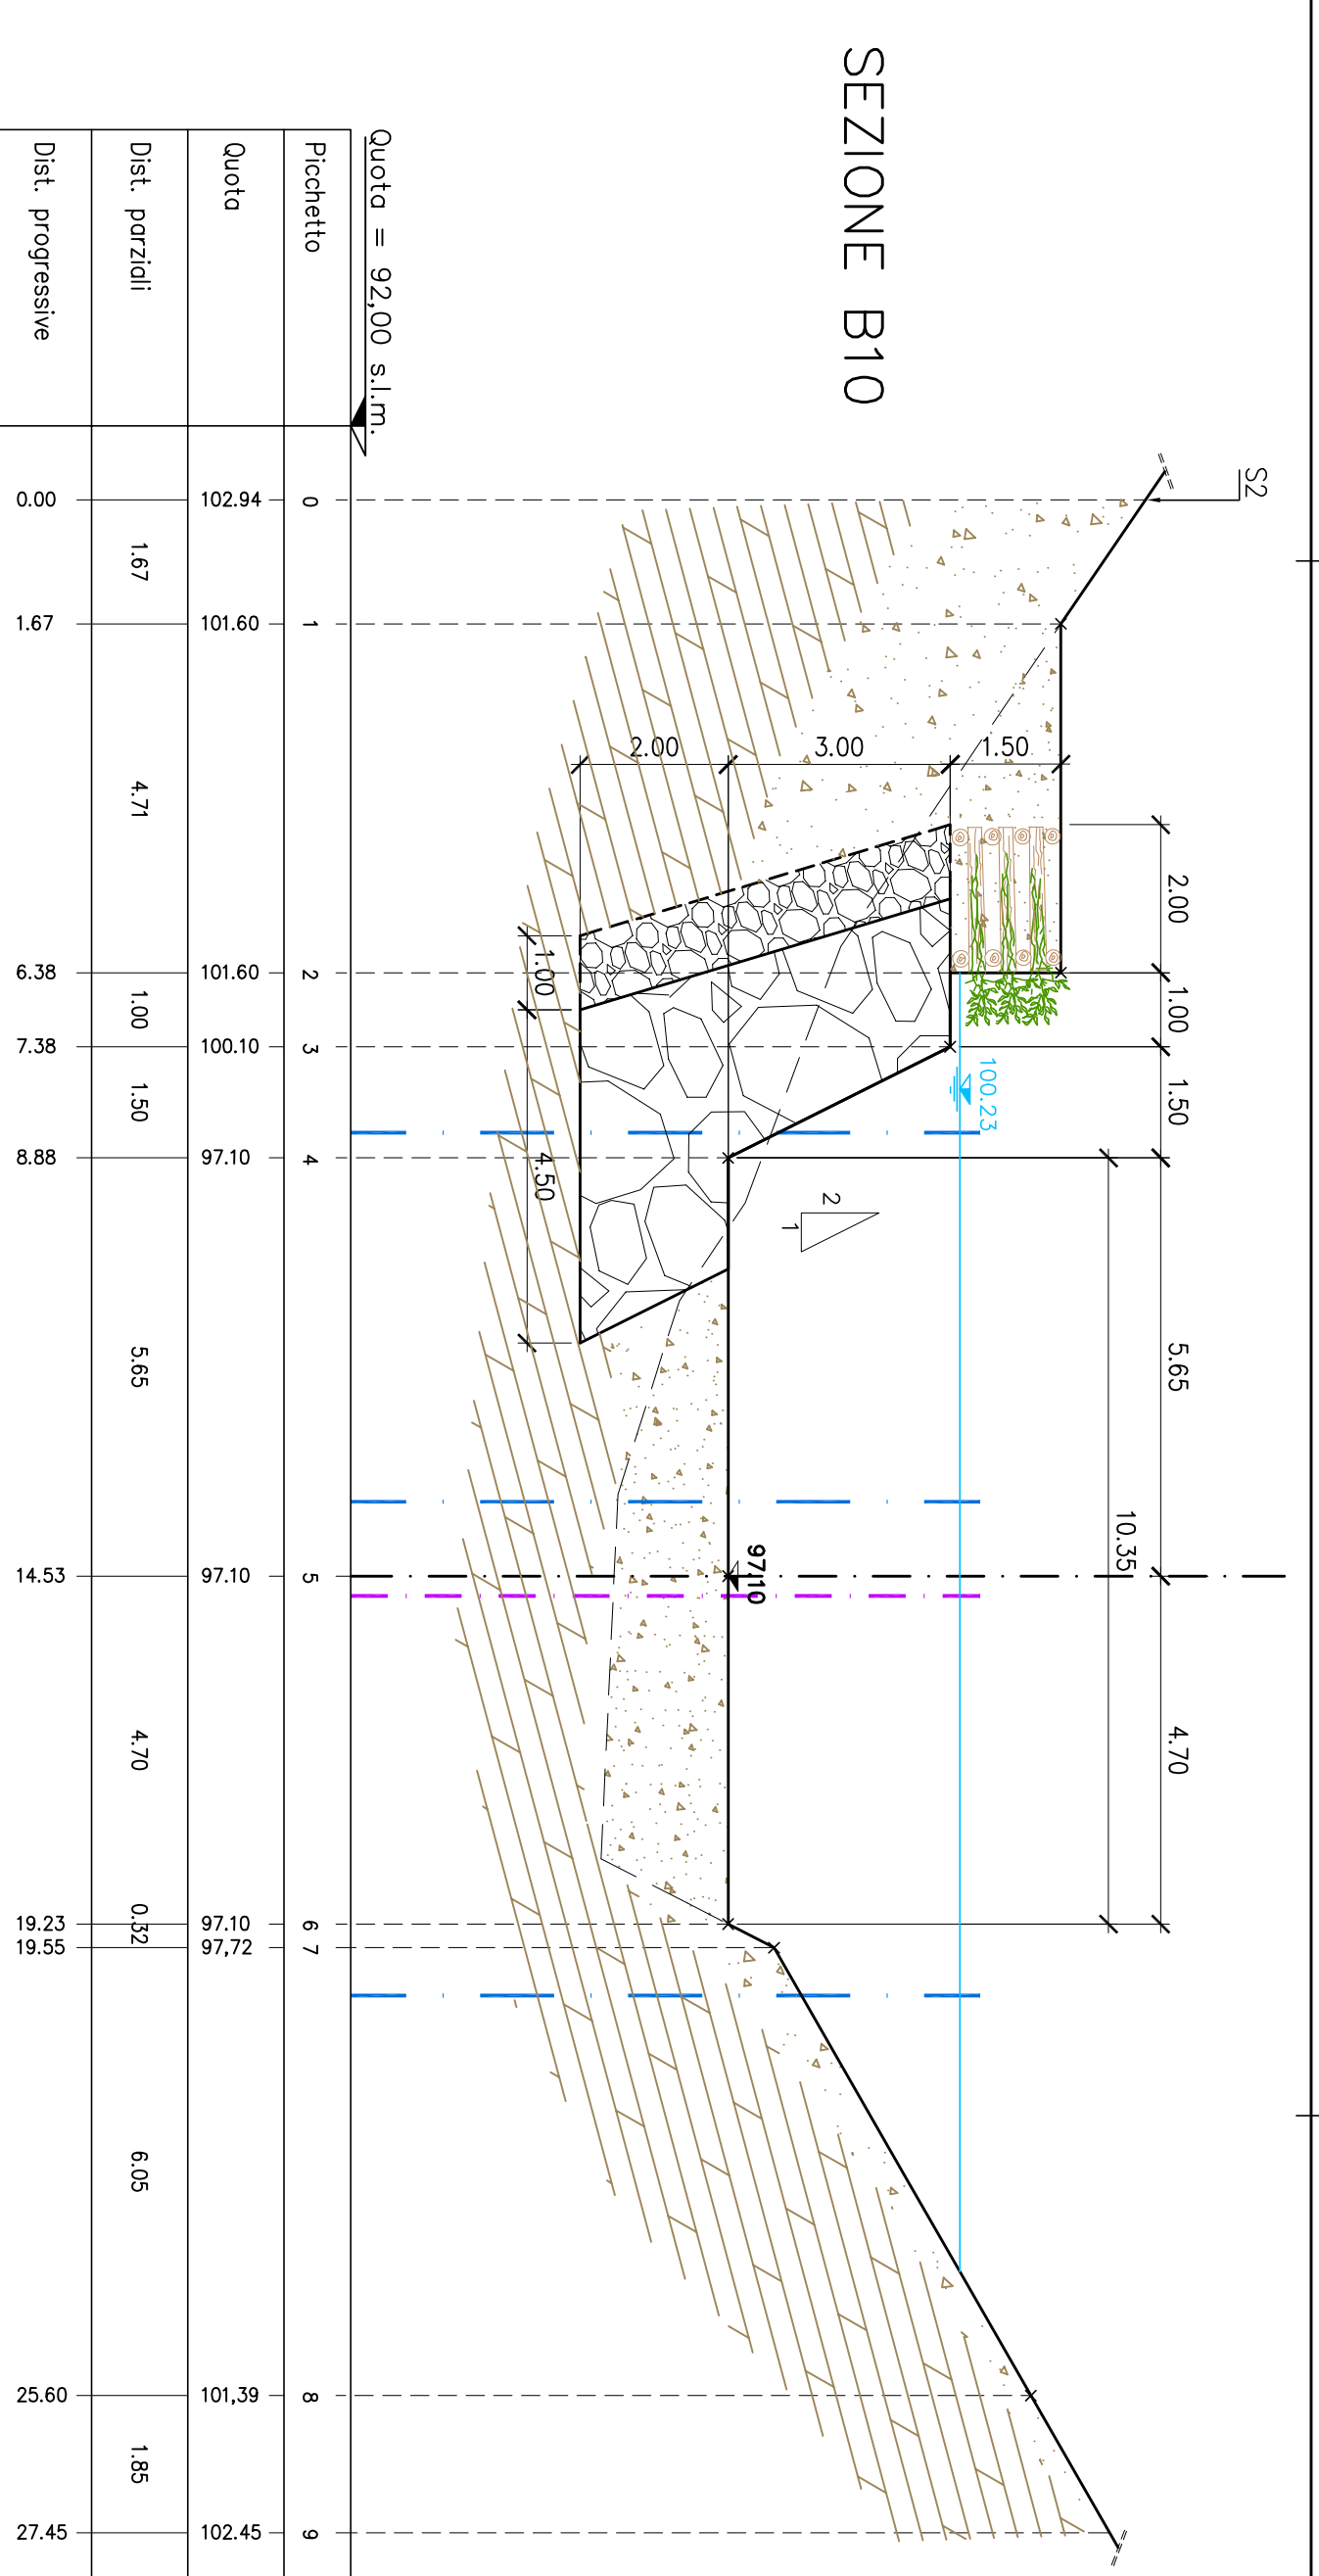 SEZIONE B10
S2
2.00 1.00 1.50 5.65 4.70
10.35
1.50
3.00
2.00
100.23
2
1
97.10
1.00 4.50
Quota = 92,00 s.l.m.
Picchetto 0 1 2 3 4 5 6 7 8 9
Quota 102.94 101.60 101.60 100.10 97.10 97.10 97.10 97,72 101,39 102.45
Dist. parziali 1.67 4.71 1.00 1.50 5.65 4.70 0.32 6.05 1.85
Dist. progressive 0.00 1.67 6.38 7.38 8.88 14.53 19.23 19.55 25.60 27.45